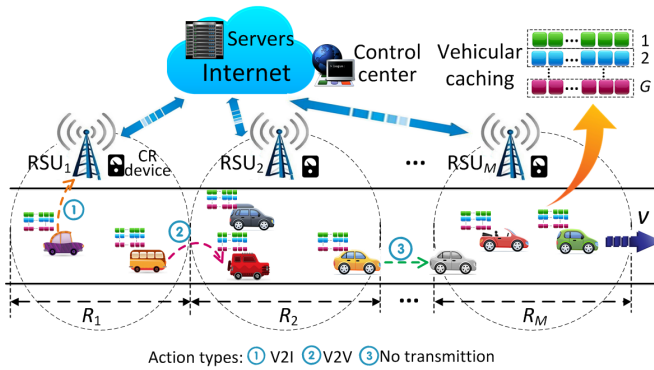 Servers
Internet
Control
center
Vehicular
caching
1
2
G
RSU1
CR
device
RSU2
...
RSUM
1
2
3
V
R1
R2
...
RM
Action types: 1 V2I 2 V2V 3 No transmittion